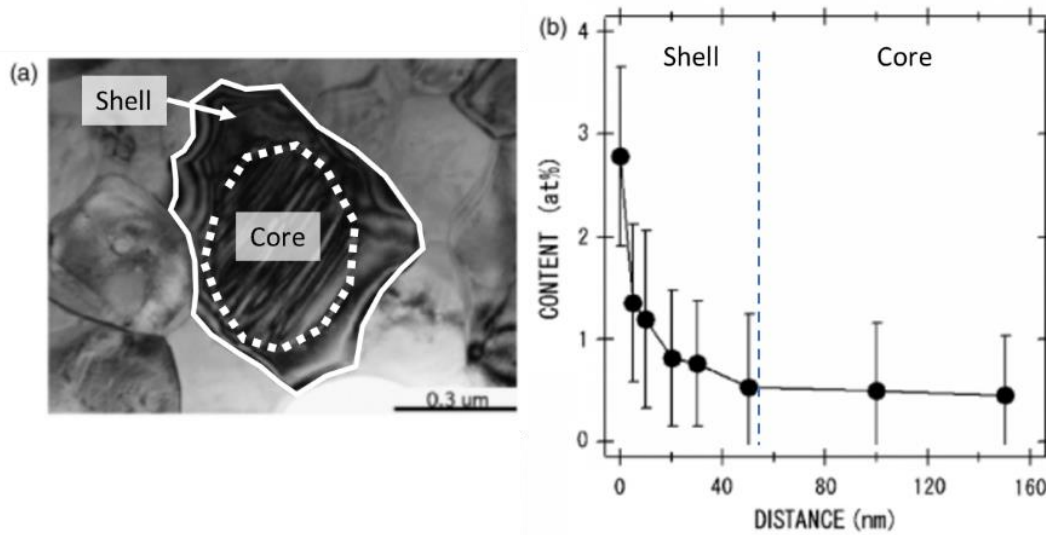 (a)
Shell
Core
0.3 μm
(b)
Shell
Core
4
3
2
1
0
CONTENT (at%)
0
40
80
120
160
DISTANCE (nm)